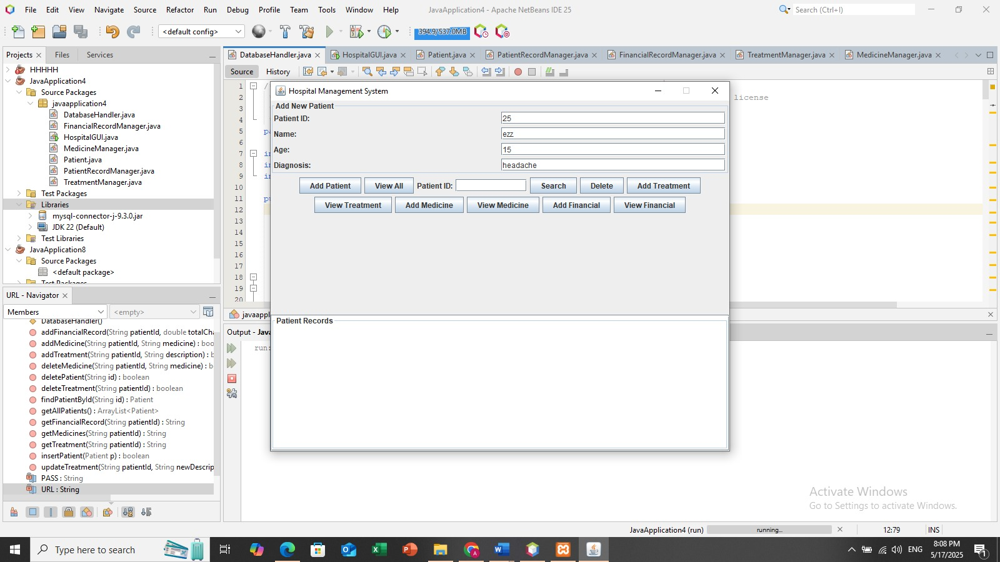 File Edit View Navigate Source Refactor Run Debug Profile Team Tools Window Help JavaApplication4 - Apache NetBeans IDE 25 Search (Ctrl+I)
<default config> 394.9/537.0MB
Projects Files Services
HHHHH
JavaApplication4
Source Packages
javaapplication4
DatabaseHandler.java
FinancialRecordManager.java
HospitalGUI.java
MedicineManager.java
Patient.java
PatientRecordManager.java
TreatmentManager.java
Test Packages
Libraries
mysql-connector-j-9.3.0.jar
JDK 22 (Default)
Test Libraries
JavaApplication8
Source Packages
<default package>
URL - Navigator
Members <empty>
DatabaseHandler()
addFinancialRecord(String patientId, double totalCha
addMedicine(String patientId, String medicine) : boo
addTreatment(String patientId, String description) : b
deleteMedicine(String patientId, String medicine) : b
deletePatient(String id) : boolean
deleteTreatment(String patientId) : boolean
findPatientById(String id) : Patient
getAllPatients() : ArrayList<Patient>
getFinancialRecord(String patientId) : String
getMedicines(String patientId) : String
getTreatment(String patientId) : String
insertPatient(Patient p) : boolean
updateTreatment(String patientId, String newDescrip
PASS : String
URL : String
DatabaseHandler.java HospitalGUI.java Patient.java PatientRecordManager.java FinancialRecordManager.java TreatmentManager.java MedicineManager.java
Source History
1 /
2 license
3
4
5 pa
6
7 im
8 im
9 im
10
11 pu
12
13
14
15
16
17
18
19
20
javaappl
Output - Java
run:
Hospital Management System
Add New Patient
Patient ID: 25
Name: ezz
Age: 15
Diagnosis: headache
Add Patient View All Patient ID: Search Delete Add Treatment
View Treatment Add Medicine View Medicine Add Financial View Financial
Patient Records
Activate Windows
Go to Settings to activate Windows.
JavaApplication4 (run) running... 12:79 INS
Type here to search ENG 8:08 PM
5/17/2025 1